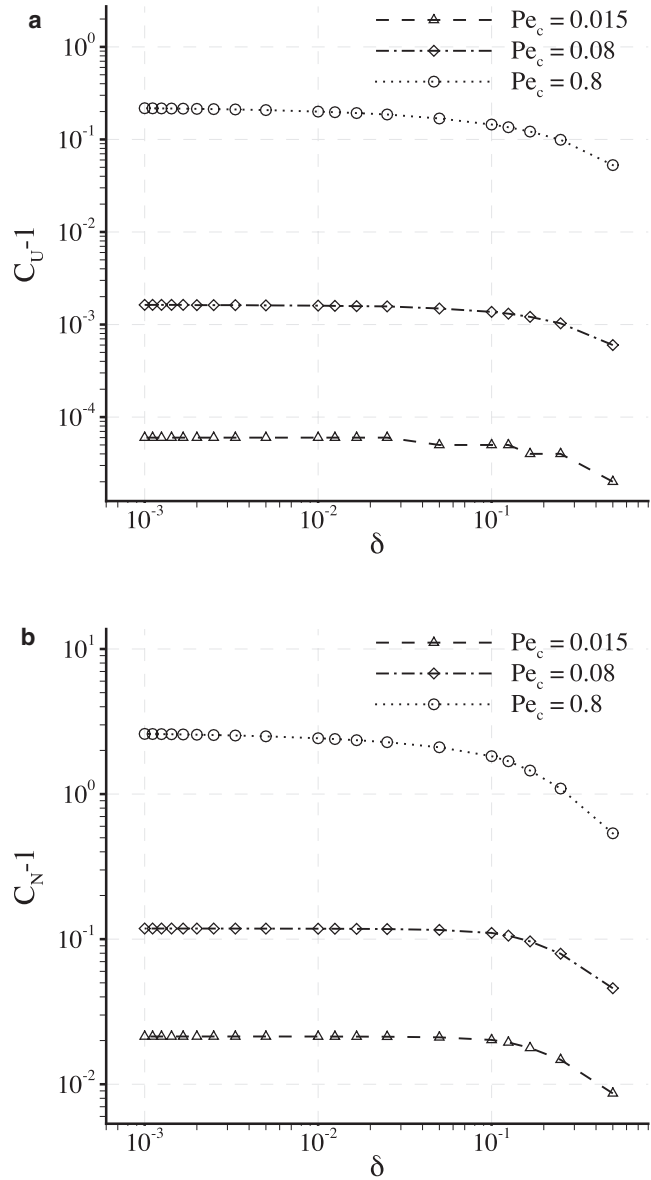 a
Pe_c = 0.015
Pe_c = 0.08
Pe_c = 0.8
10^0
10^-1
10^-2
10^-3
10^-4
C_U-1
10^-3 10^-2 10^-1
δ
b
Pe_c = 0.015
Pe_c = 0.08
Pe_c = 0.8
10^1
10^0
10^-1
10^-2
C_N-1
10^-3 10^-2 10^-1
δ